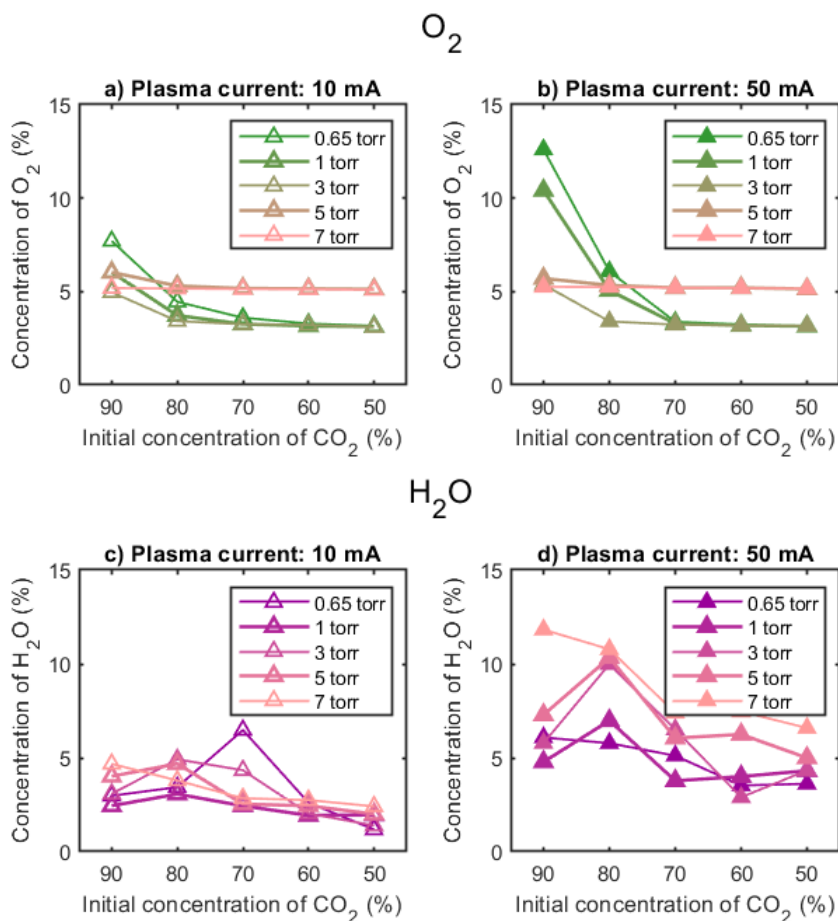 O2
a) Plasma current: 10 mA
Concentration of O2 (%)
15
10
5
0
0.65 torr
1 torr
3 torr
5 torr
7 torr
90 80 70 60 50
Initial concentration of CO2 (%)
b) Plasma current: 50 mA
Concentration of O2 (%)
15
10
5
0
0.65 torr
1 torr
3 torr
5 torr
7 torr
90 80 70 60 50
Initial concentration of CO2 (%)
H2O
c) Plasma current: 10 mA
Concentration of H2O (%)
15
10
5
0
0.65 torr
1 torr
3 torr
5 torr
7 torr
90 80 70 60 50
Initial concentration of CO2 (%)
d) Plasma current: 50 mA
Concentration of H2O (%)
15
10
5
0
0.65 torr
1 torr
3 torr
5 torr
7 torr
90 80 70 60 50
Initial concentration of CO2 (%)